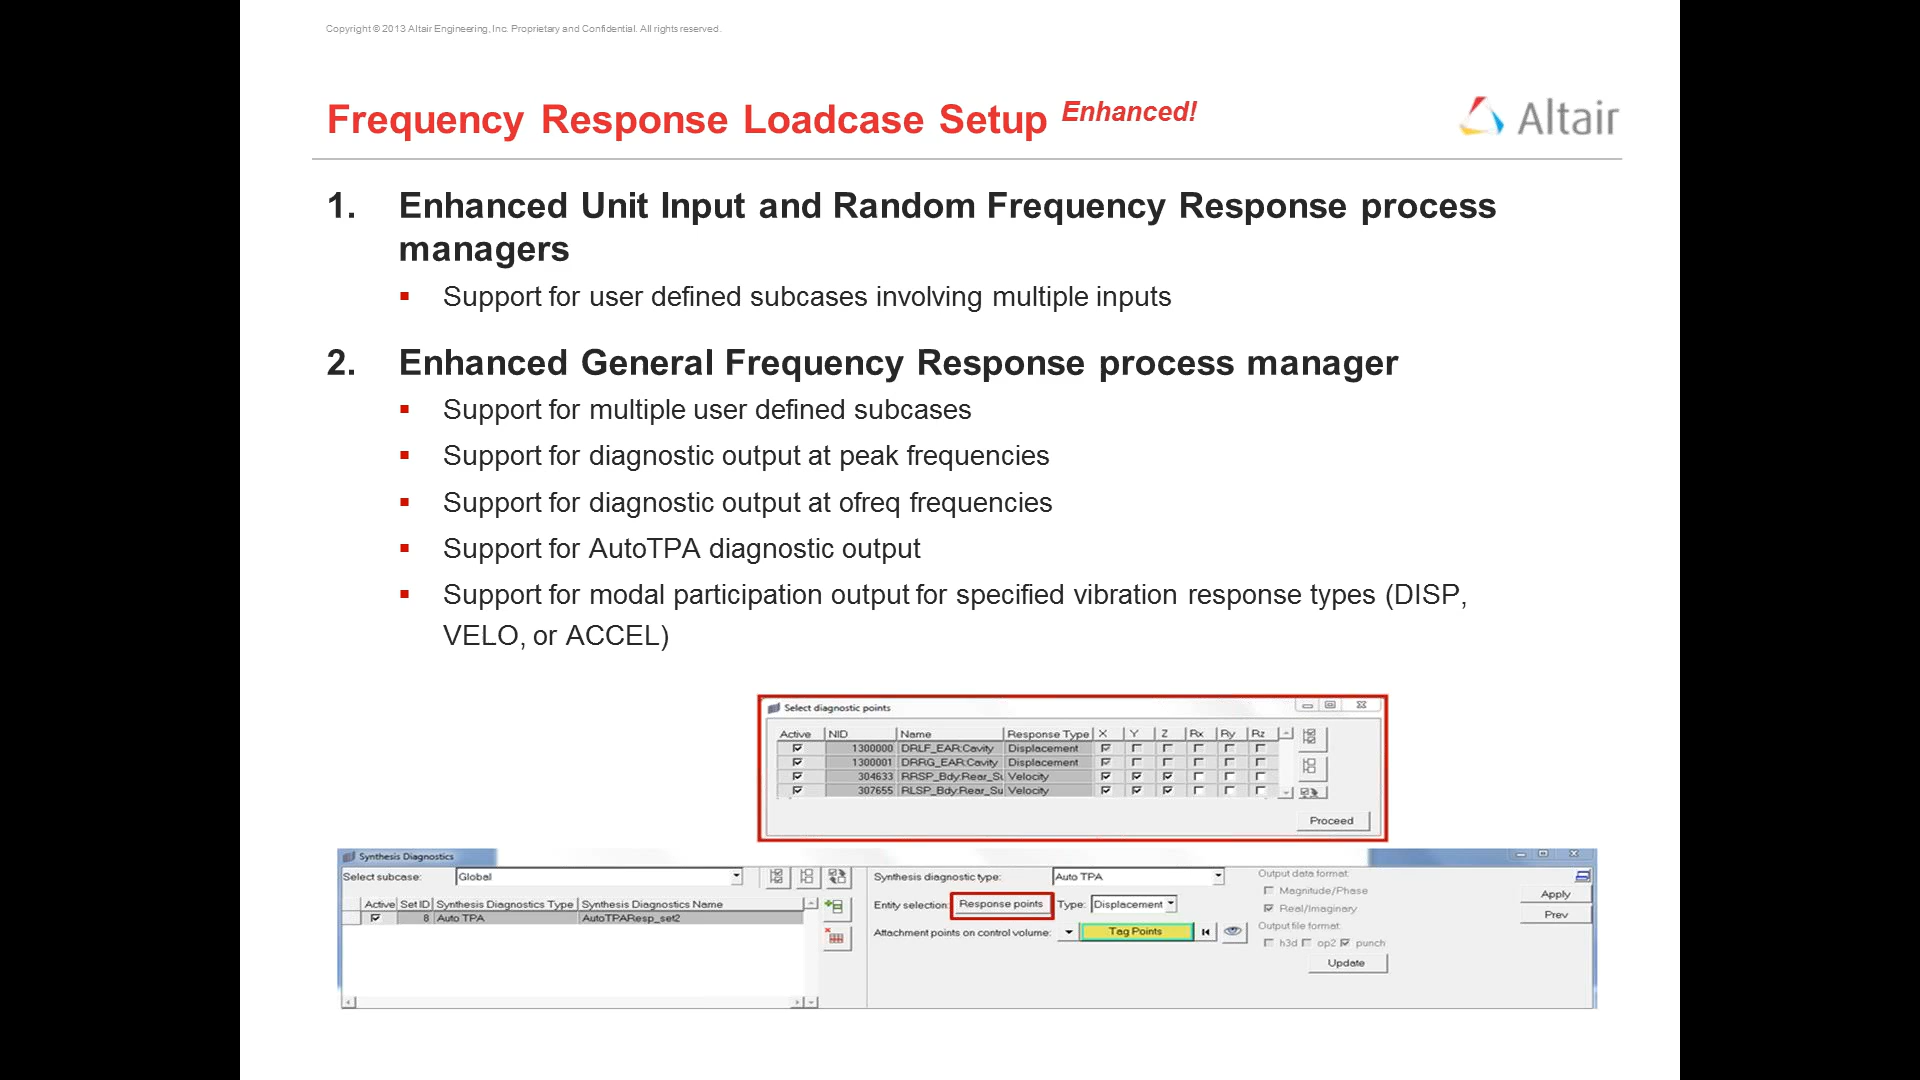 Copyright © 2013 Altair Engineering, Inc. Proprietary and Confidential. All rights reserved.
Frequency Response Loadcase Setup Enhanced!
Altair
1. Enhanced Unit Input and Random Frequency Response process
managers
Support for user defined subcases involving multiple inputs
2. Enhanced General Frequency Response process manager
Support for multiple user defined subcases
Support for diagnostic output at peak frequencies
Support for diagnostic output at ofreq frequencies
Support for AutoTPA diagnostic output
Support for modal participation output for specified vibration response types (DISP,
VELO, or ACCEL)
Select diagnostic points
Active NID Name Response Type X Y Z Rx Ry Rz
1300000 DRLF_EAR:Cavity Displacement
1300001 DRRG_EAR:Cavity Displacement
304633 RRSP_Bdy:Rear_Su Velocity
307655 RLSP_Bdy:Rear_Su Velocity
Proceed
Synthesis Diagnostics
Select subcase: Global
Active Set ID Synthesis Diagnostics Type Synthesis Diagnostics Name
8 Auto TPA AutoTPAResp_set2
Synthesis diagnostic type: Auto TPA
Entity selection: Response points Type: Displacement
Attachment points on control volume: Tag Points
Output data format:
Magnitude/Phase
Real/Imaginary
Output file format:
h3d op2 punch
Update
Apply
Prev